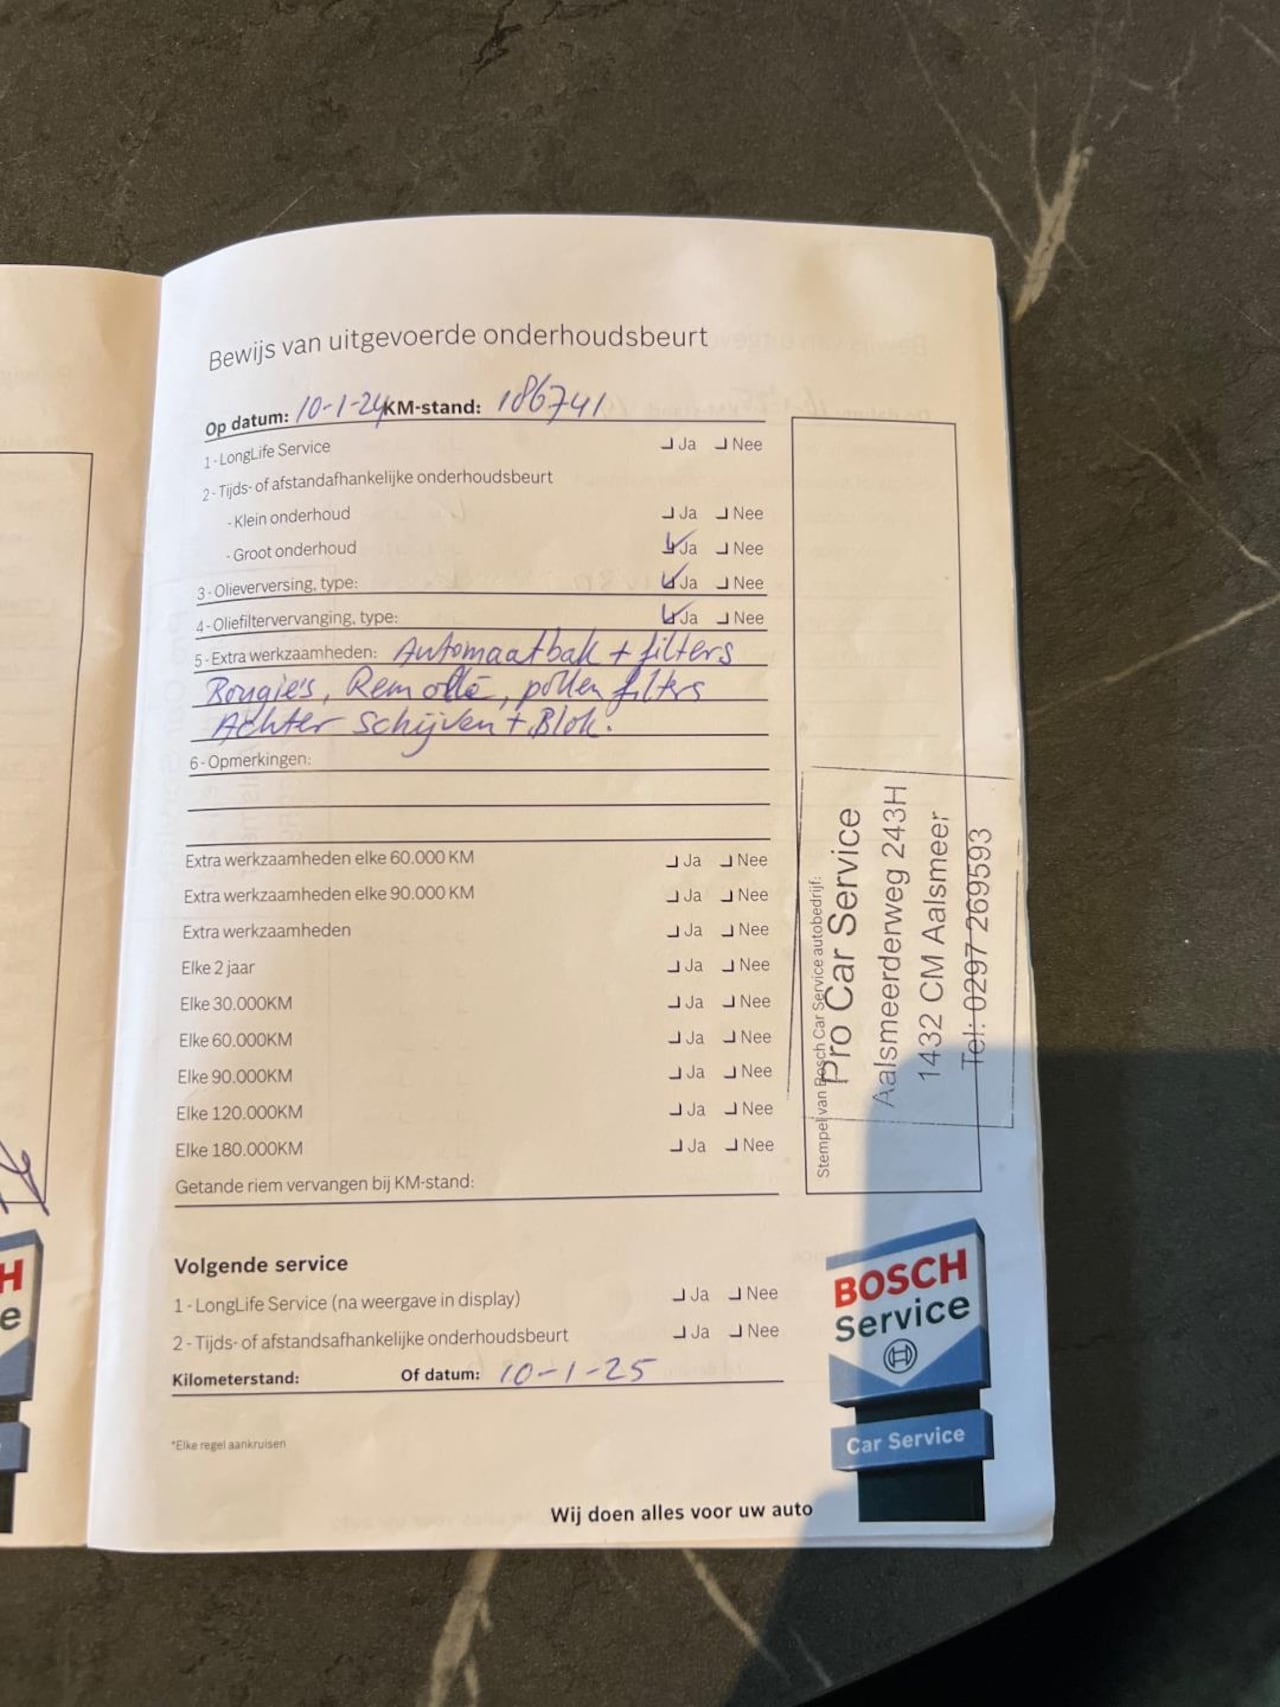 Bewijs van uitgevoerde onderhoudsbeurt
Op datum: 10-1-24 KM-stand: 186741
1 - LongLife Service Ja Nee
2 - Tijds- of afstandafhankelijke onderhoudsbeurt
- Klein onderhoud Ja Nee
- Groot onderhoud Ja Nee
3 - Olieverversing, type: Ja Nee
4 - Oliefiltervervanging, type: Ja Nee
5 - Extra werkzaamheden: Automaatbak + filters
Bougie's, Remolie, pollen filters
Achter Schijven + Blok.
6 - Opmerkingen:
Extra werkzaamheden elke 60.000 KM Ja Nee
Extra werkzaamheden elke 90.000 KM Ja Nee
Extra werkzaamheden Ja Nee
Elke 2 jaar Ja Nee
Elke 30.000KM Ja Nee
Elke 60.000KM Ja Nee
Elke 90.000KM Ja Nee
Elke 120.000KM Ja Nee
Elke 180.000KM Ja Nee
Getande riem vervangen bij KM-stand:
Stempel van Bosch Car Service autobedrijf:
Pro Car Service
Aalsmeerderweg 243H
1432 CM Aalsmeer
Tel: 0297 269593
Volgende service
1 - LongLife Service (na weergave in display) Ja Nee
2 - Tijds- of afstandsafhankelijke onderhoudsbeurt Ja Nee
Kilometerstand: Of datum: 10-1-25
*Elke regel aankruisen
BOSCH
Service
Car Service
Wij doen alles voor uw auto
H
e